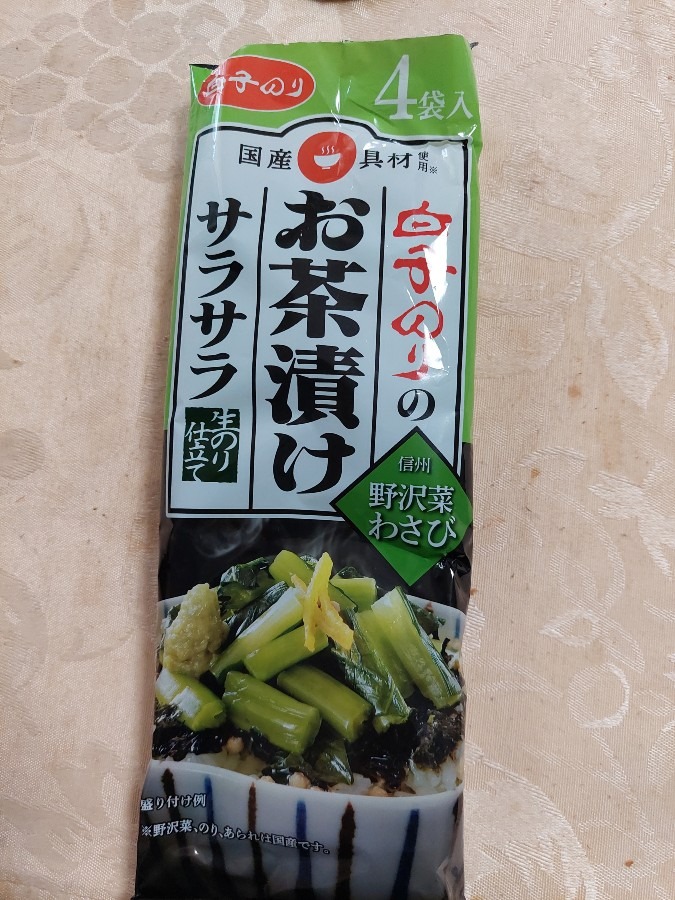 白子のり
4袋入
国産具材使用※
白子のりの
お茶漬け
サラサラ
生のり
仕立て
信州
野沢菜
わさび
盛り付け例
※野沢菜、のり、あられは国産です。